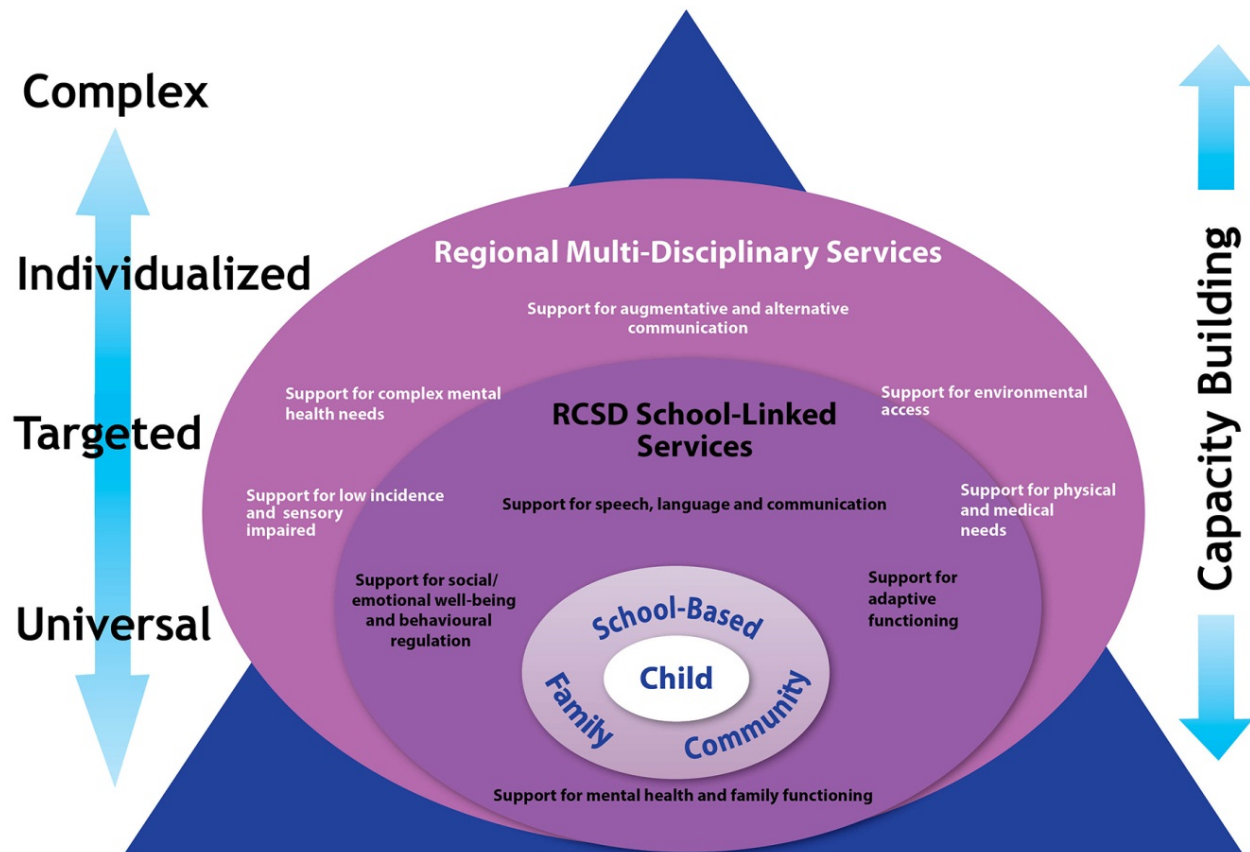 Complex
Individualized
Targeted
Universal
Regional Multi-Disciplinary Services
Support for augmentative and alternative
communication
Support for complex mental
health needs
Support for environmental
access
Support for low incidence
and sensory
impaired
Support for physical
and medical
needs
RCSD School-Linked
Services
Support for speech, language and communication
Support for social/
emotional well-being
and behavioural
regulation
Support for
adaptive
functioning
School-Based
Family
Community
Child
Support for mental health and family functioning
Capacity Building